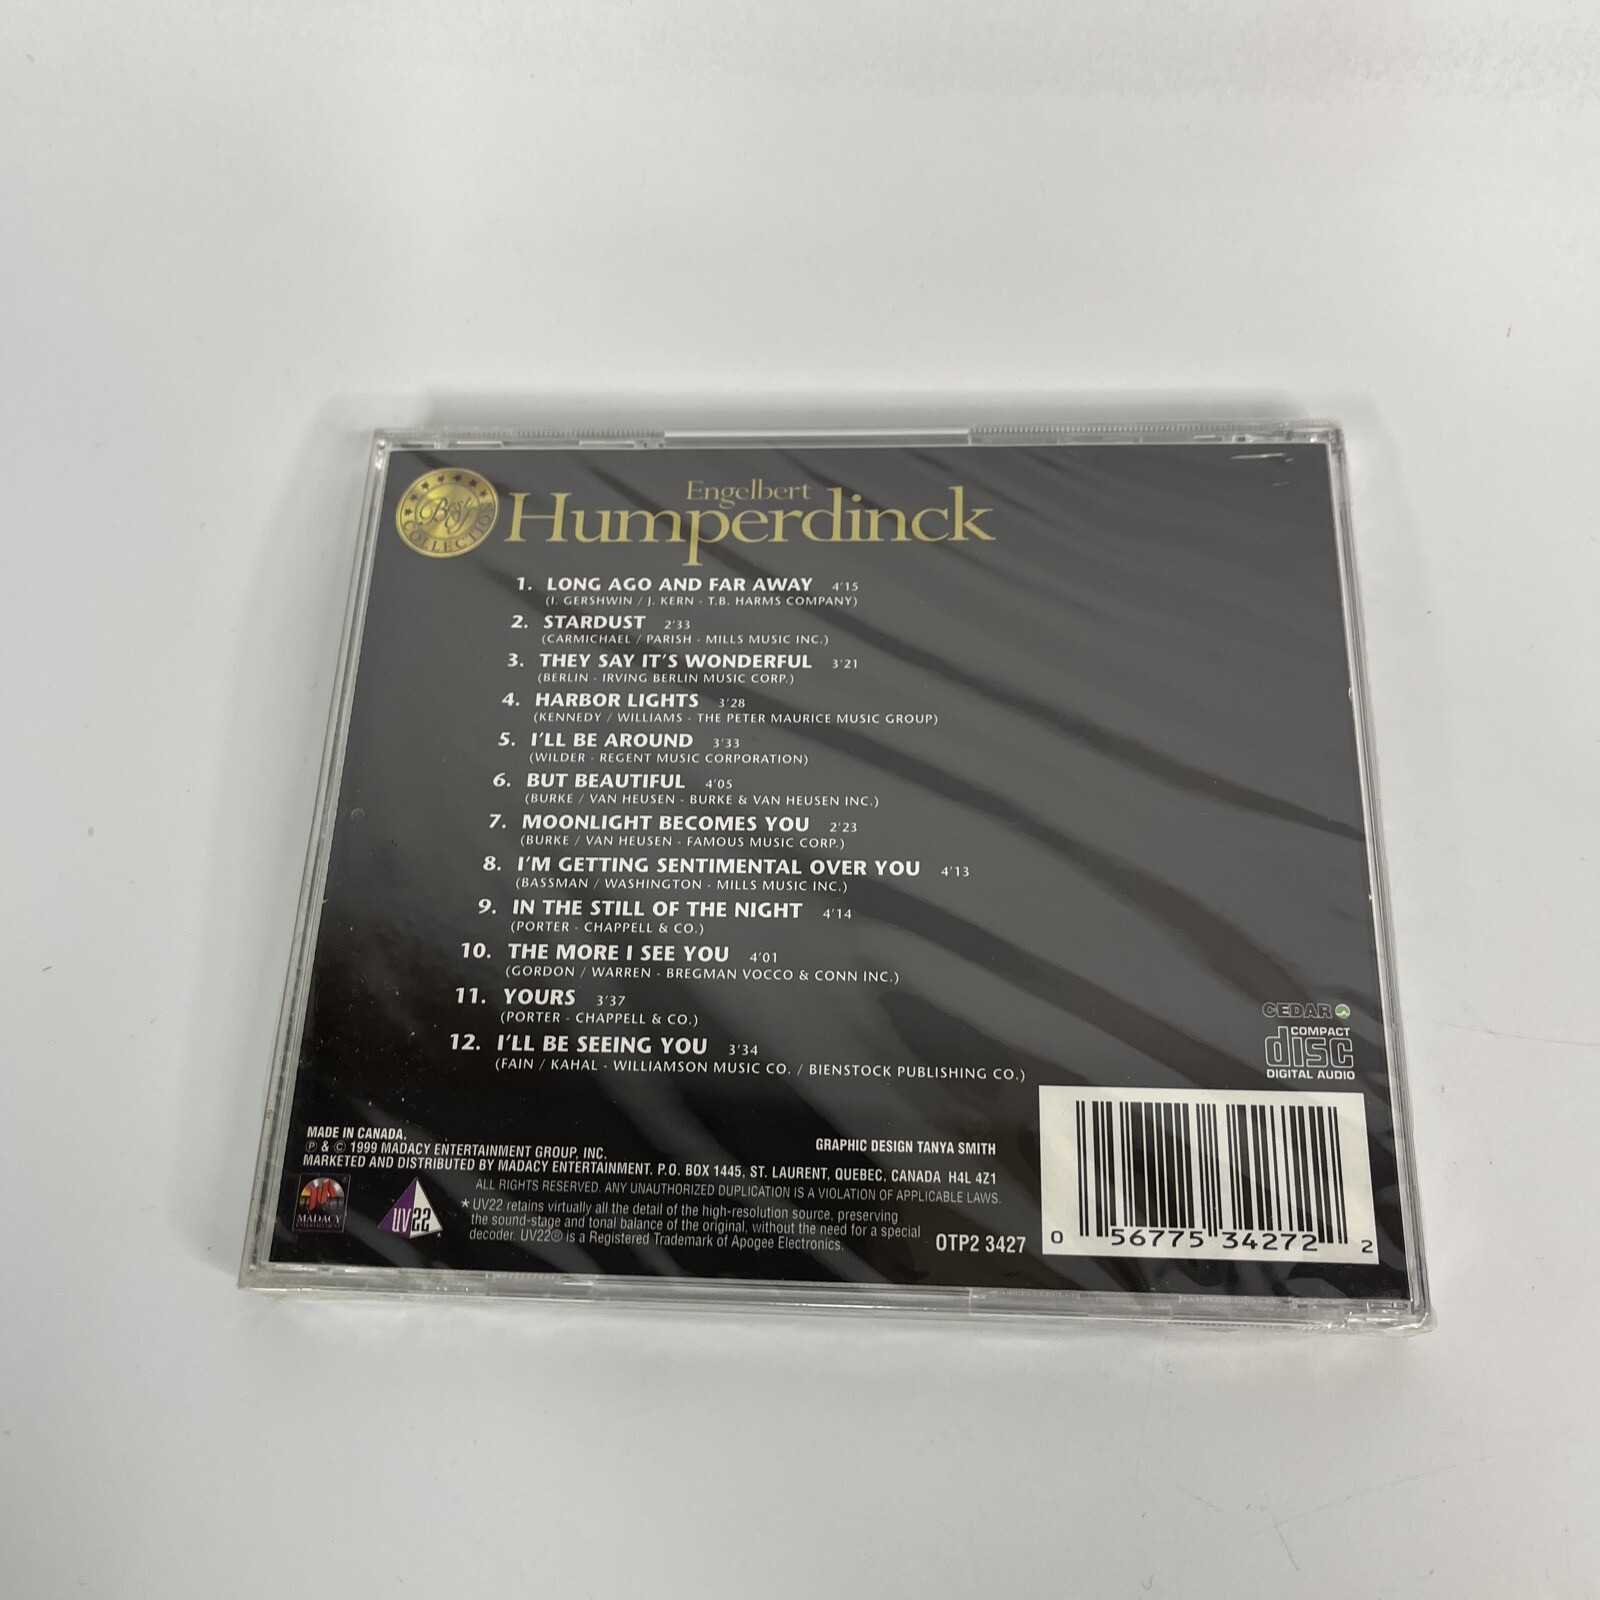 Best of
COLLECTION
Engelbert
Humperdinck
1. LONG AGO AND FAR AWAY 4'15
(I. GERSHWIN / J. KERN - T.B. HARMS COMPANY)
2. STARDUST 2'33
(CARMICHAEL / PARISH - MILLS MUSIC INC.)
3. THEY SAY IT'S WONDERFUL 3'21
(BERLIN - IRVING BERLIN MUSIC CORP.)
4. HARBOR LIGHTS 3'28
(KENNEDY / WILLIAMS - THE PETER MAURICE MUSIC GROUP)
5. I'LL BE AROUND 3'33
(WILDER - REGENT MUSIC CORPORATION)
6. BUT BEAUTIFUL 4'05
(BURKE / VAN HEUSEN - BURKE & VAN HEUSEN INC.)
7. MOONLIGHT BECOMES YOU 2'23
(BURKE / VAN HEUSEN - FAMOUS MUSIC CORP.)
8. I'M GETTING SENTIMENTAL OVER YOU 4'13
(BASSMAN / WASHINGTON - MILLS MUSIC INC.)
9. IN THE STILL OF THE NIGHT 4'14
(PORTER - CHAPPELL & CO.)
10. THE MORE I SEE YOU 4'01
(GORDON / WARREN - BREGMAN VOCCO & CONN INC.)
11. YOURS 3'37
(PORTER - CHAPPELL & CO.)
12. I'LL BE SEEING YOU 3'34
(FAIN / KAHAL - WILLIAMSON MUSIC CO. / BIENSTOCK PUBLISHING CO.)
CEDAR
COMPACT
disc
DIGITAL AUDIO
MADE IN CANADA.
℗ & © 1999 MADACY ENTERTAINMENT GROUP, INC.
GRAPHIC DESIGN TANYA SMITH
MARKETED AND DISTRIBUTED BY MADACY ENTERTAINMENT, P.O. BOX 1445, ST. LAURENT, QUEBEC, CANADA H4L 4Z1
ALL RIGHTS RESERVED. ANY UNAUTHORIZED DUPLICATION IS A VIOLATION OF APPLICABLE LAWS.
MADACY
UV22
* UV22 retains virtually all the detail of the high-resolution source, preserving
the sound-stage and tonal balance of the original, without the need for a special
decoder. UV22® is a Registered Trademark of Apogee Electronics.
OTP2 3427
0 56775 34272 2